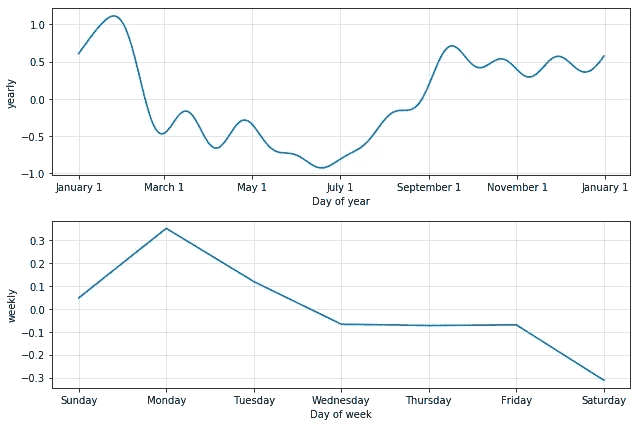 1.0
0.5
0.0
−0.5
−1.0
yearly
January 1 March 1 May 1 July 1 September 1 November 1 January 1
Day of year
0.3
0.2
0.1
0.0
−0.1
−0.2
−0.3
weekly
Sunday Monday Tuesday Wednesday Thursday Friday Saturday
Day of week